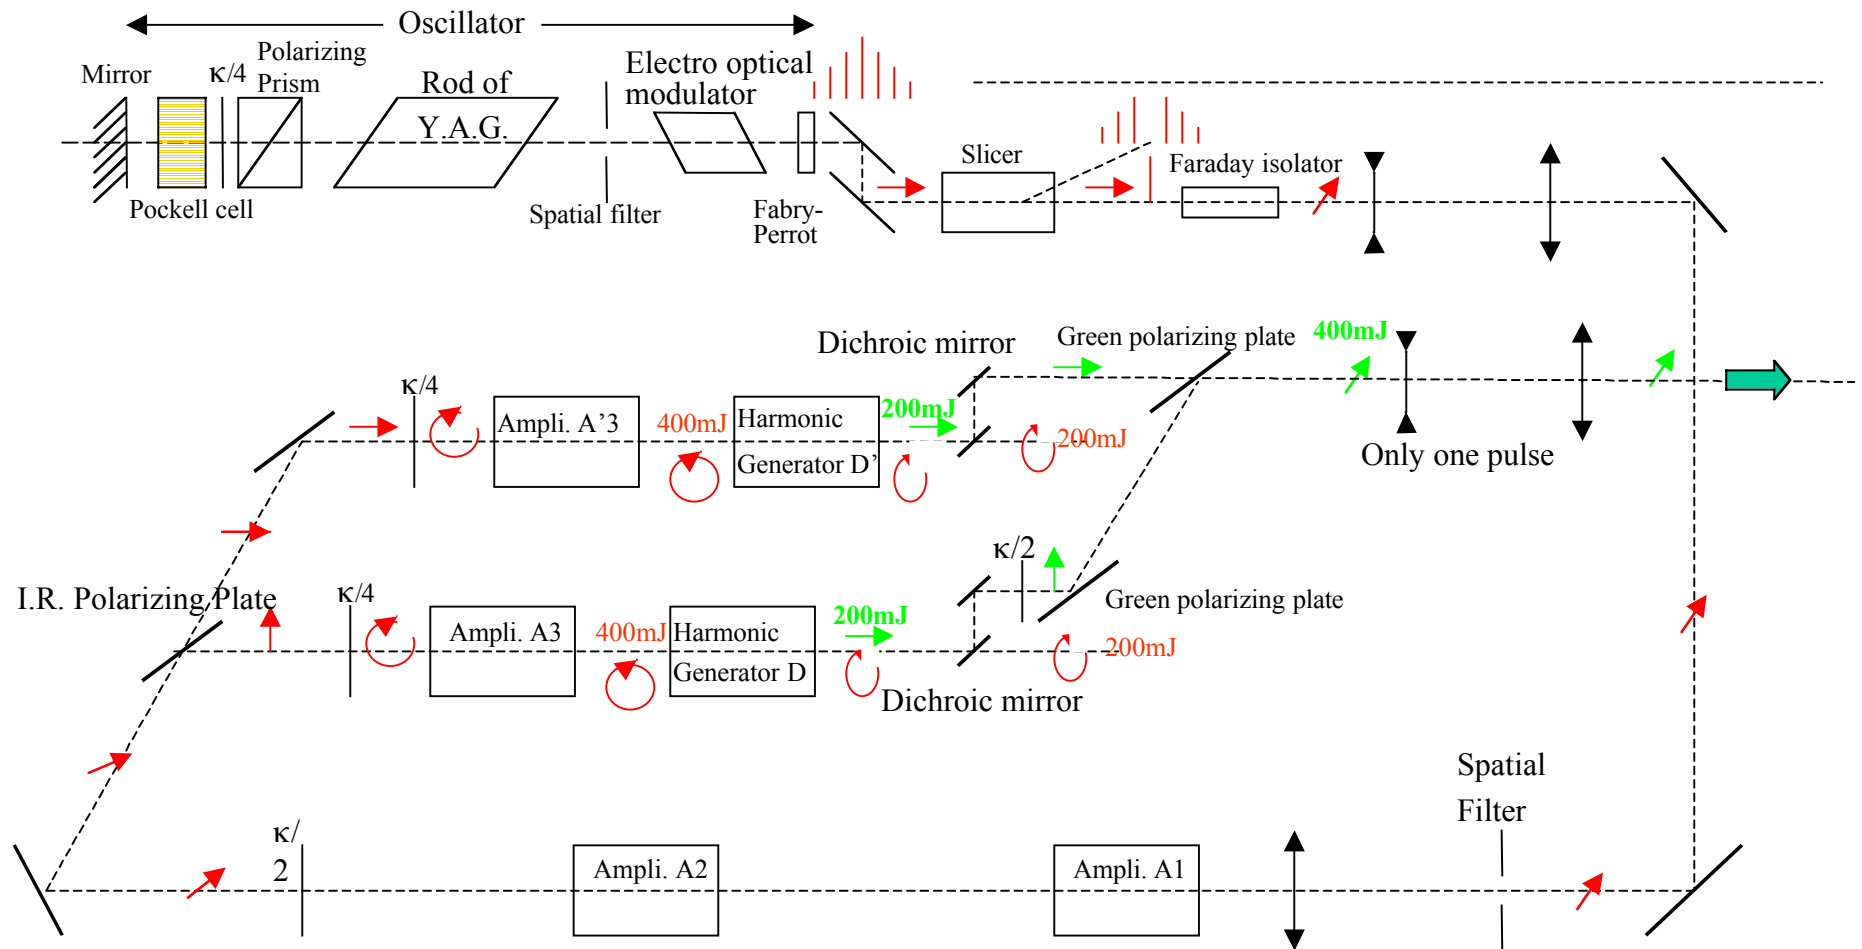 Oscillator
Mirror
κ/4
Polarizing
Prism
Rod of
Y.A.G.
Electro optical
modulator
Pockell cell
Spatial filter
Fabry-
Perrot
Slicer
Faraday isolator
Dichroic mirror
Green polarizing plate
400mJ
κ/4
Ampli. A'3
400mJ
Harmonic
Generator D'
200mJ
200mJ
Only one pulse
κ/2
I.R. Polarizing Plate
κ/4
Ampli. A3
400mJ
Harmonic
Generator D
200mJ
200mJ
Green polarizing plate
Dichroic mirror
Spatial
Filter
κ/
2
Ampli. A2
Ampli. A1